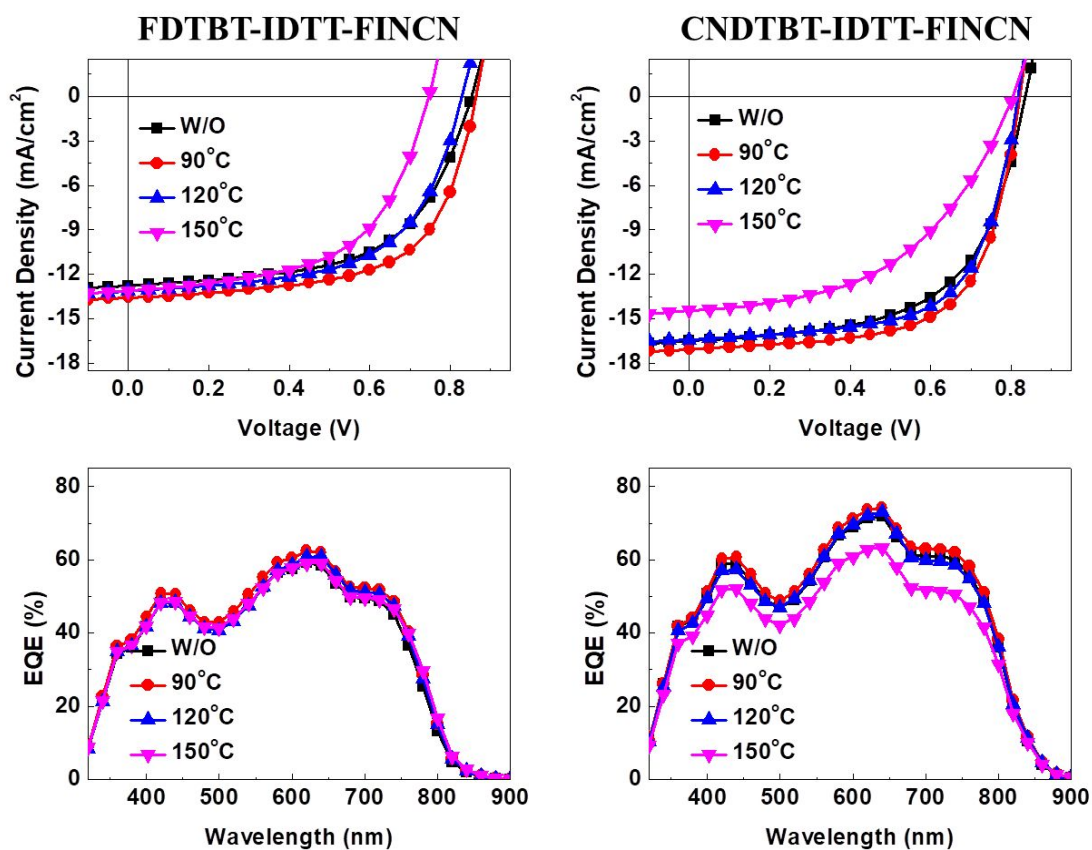 FDTBT-IDTT-FINCN
CNDTBT-IDTT-FINCN
Current Density (mA/cm²)
0
-3
-6
-9
-12
-15
-18
W/O
90°C
120°C
150°C
0.0 0.2 0.4 0.6 0.8
Voltage (V)
Current Density (mA/cm²)
0
-3
-6
-9
-12
-15
-18
W/O
90°C
120°C
150°C
0.0 0.2 0.4 0.6 0.8
Voltage (V)
EQE (%)
80
60
40
20
0
W/O
90°C
120°C
150°C
400 500 600 700 800 900
Wavelength (nm)
EQE (%)
80
60
40
20
0
W/O
90°C
120°C
150°C
400 500 600 700 800 900
Wavelength (nm)